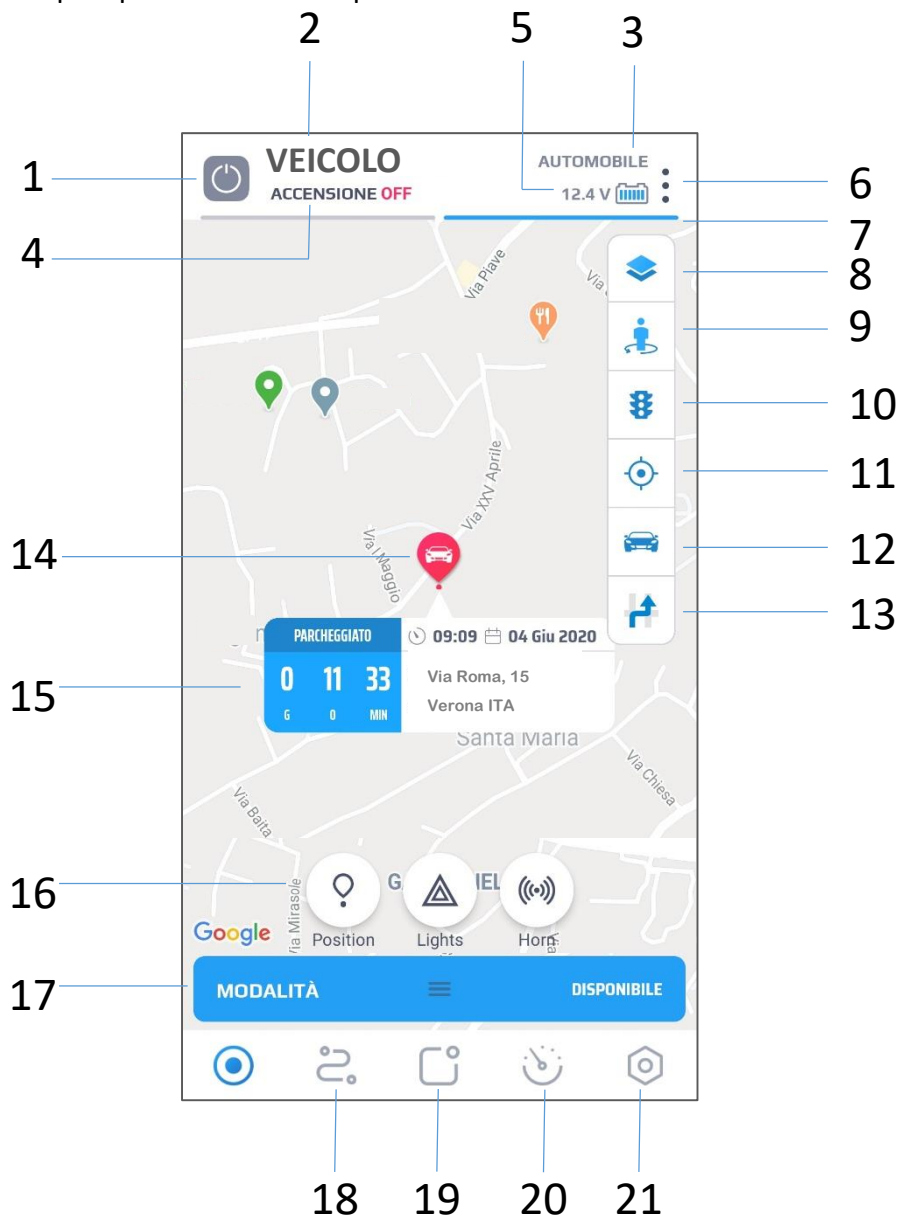 2
5
3
1
VEICOLO
AUTOMOBILE
ACCENSIONE OFF
12.4 V
6
4
7
8
Via Piave
Via
9
10
Via XXV Aprile
11
14
Via I Maggio
12
13
PARCHEGGIATO
09:09 04 Giu 2020
15
0 11 33
G O MIN
Via Roma, 15
Verona ITA
Santa Maria
Via Chiesa
Via Baita
16
Via Mirasole
G
IEL
Google
Position
Lights
Horn
17
MODALITÀ
DISPONIBILE
18
19
20
21